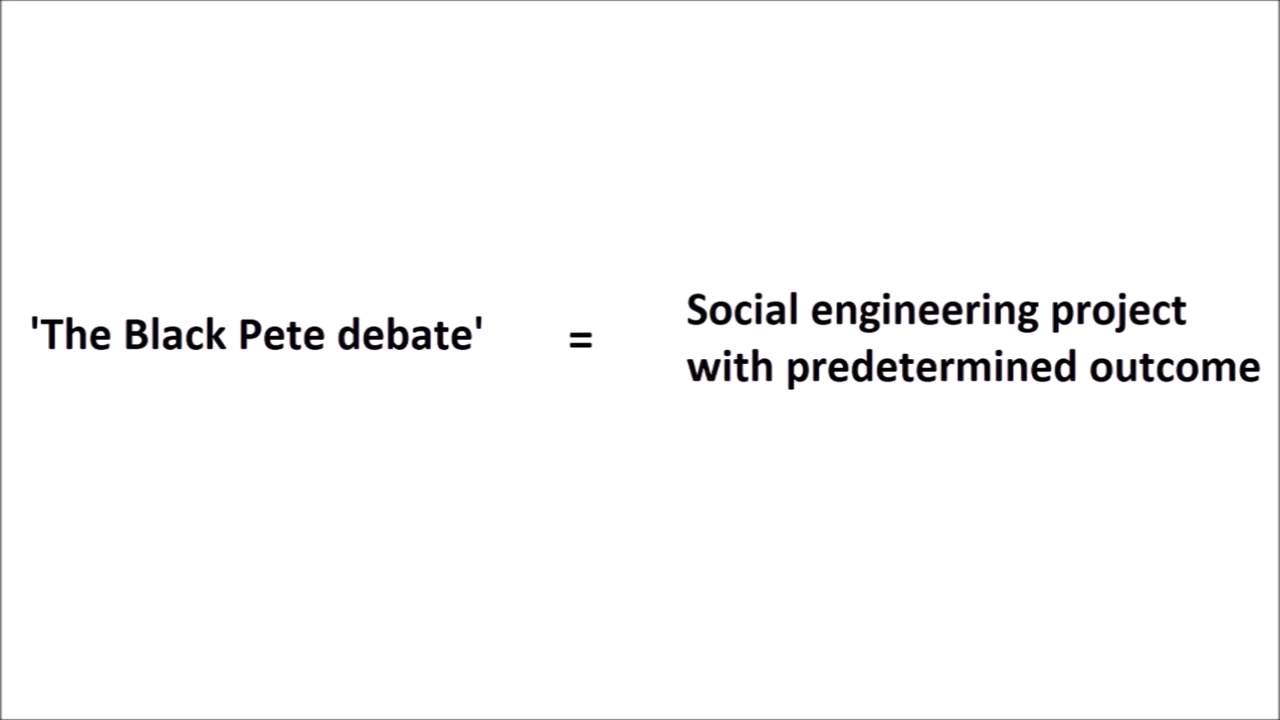 'The Black Pete debate' =
Social engineering project
with predetermined outcome